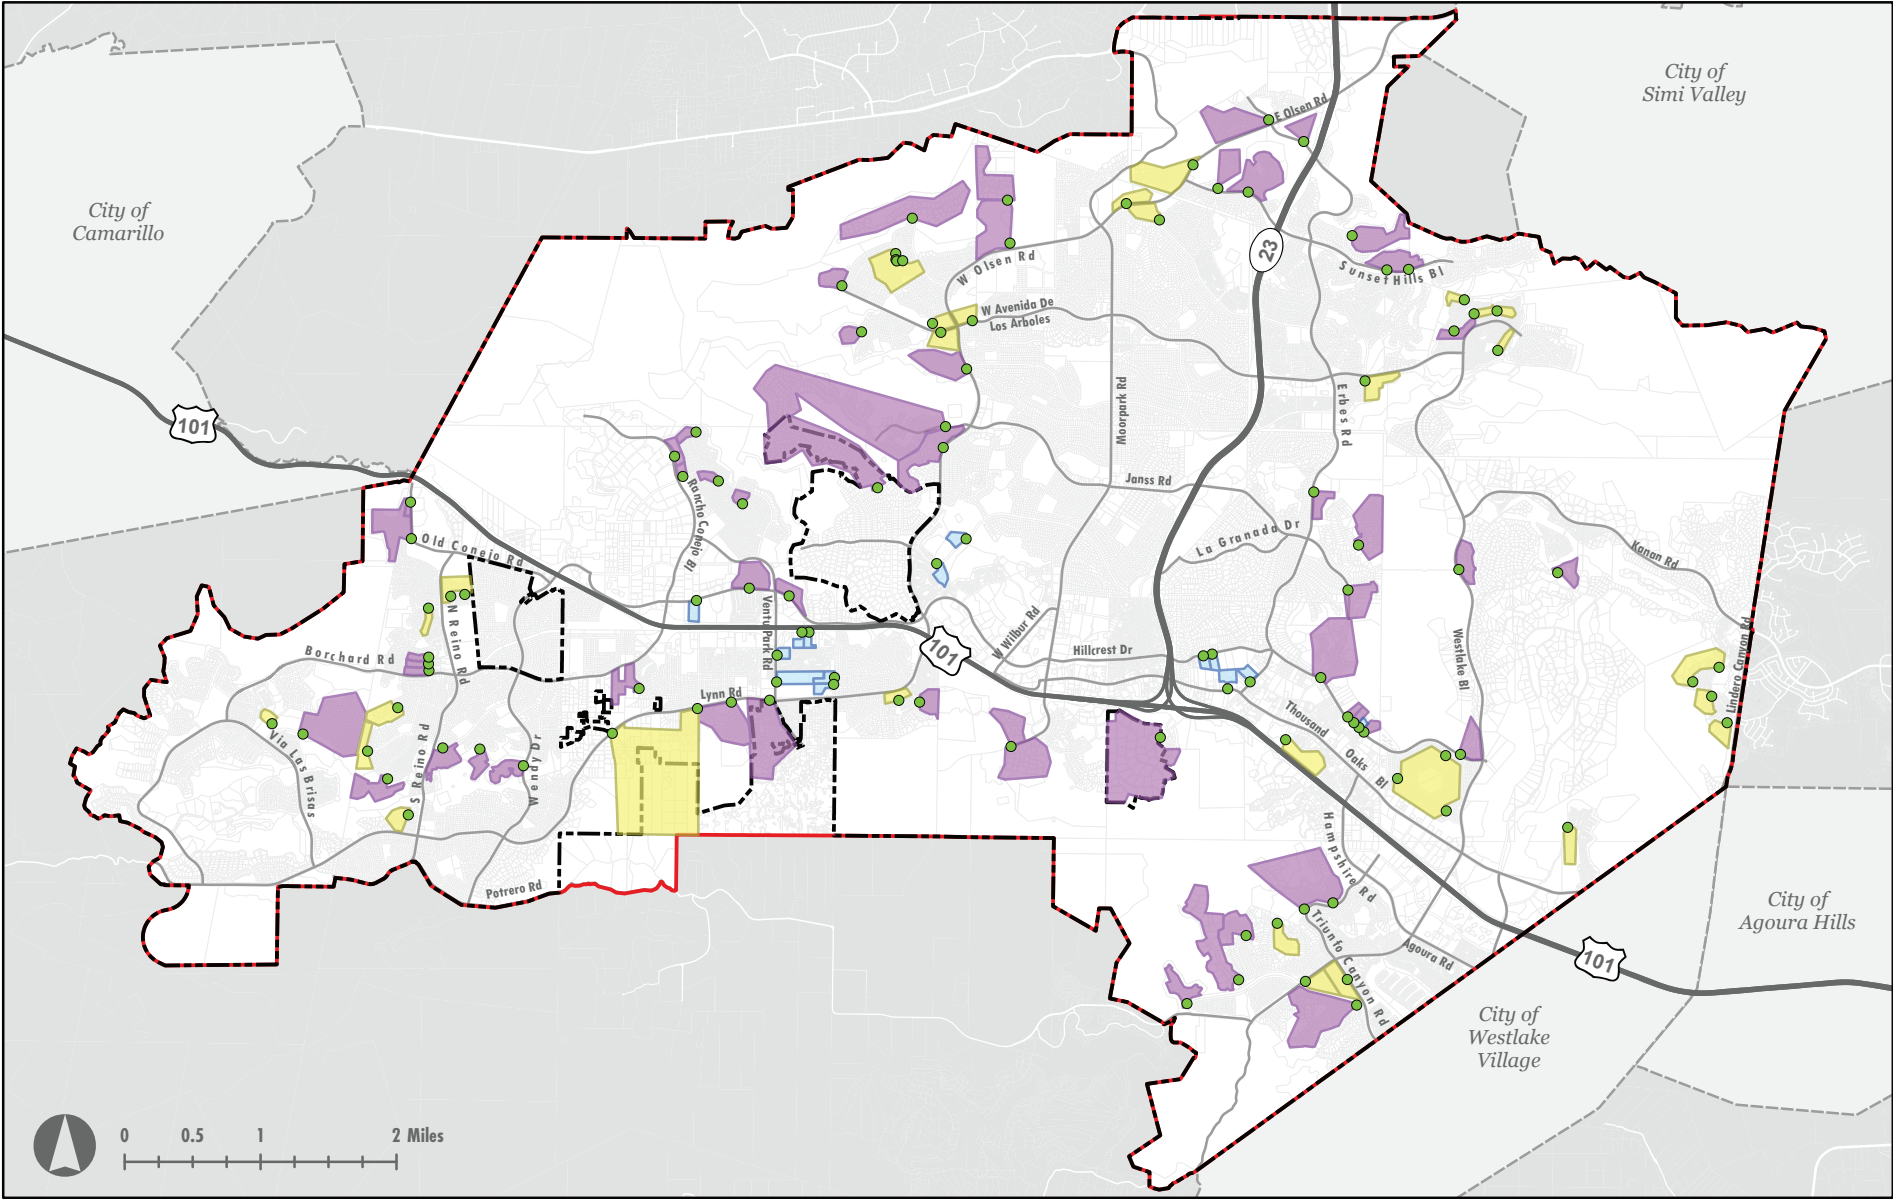 City of
Simi Valley
E Olsen Rd
City of
Camarillo
23
W Olsen Rd
Sunset Hills Bl
W Avenida De
Los Arboles
Moorpark Rd
Erbes Rd
101
Janss Rd
Rancho Conejo Bl
La Granada Dr
Old Conejo Rd
Kanan Rd
N Reino Rd
Ventu Park Rd
W Wilbur Rd
101
Hillcrest Dr
Westlake Bl
Lindero Canyon Rd
Borchard Rd
Lynn Rd
Via Las Brisas
S Reino Rd
Wendy Dr
Thousand Oaks Bl
Hampshire Rd
Potrero Rd
Triunfo Canyon Rd
Agoura Rd
City of
Agoura Hills
101
City of
Westlake
Village
0 0.5 1 2 Miles